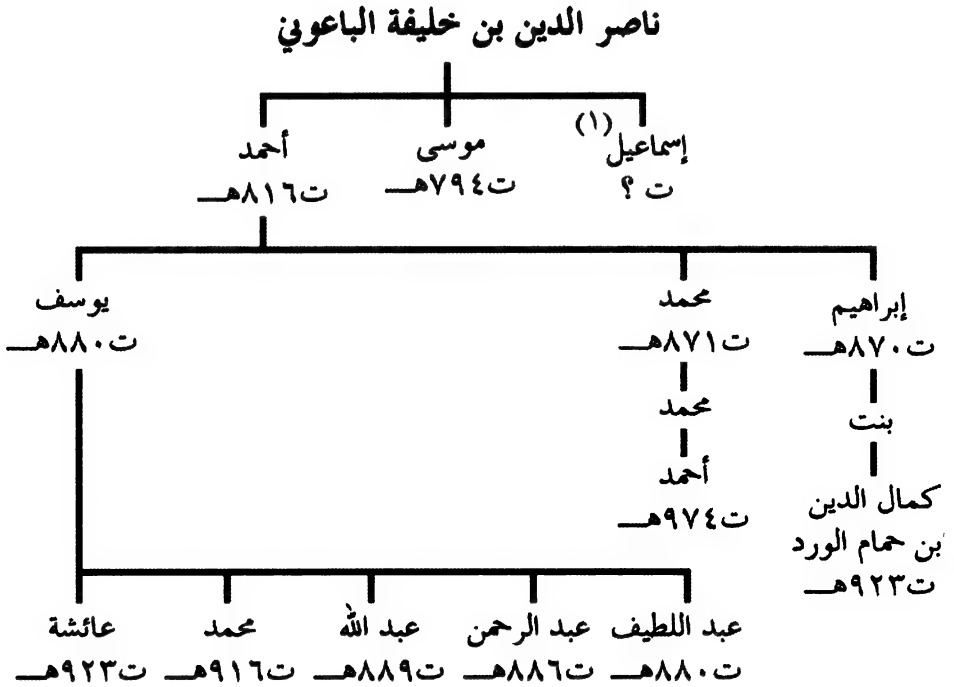 ناصر الدين بن خليفة الباعوني
إسماعيل(١) موسى أحمد
ت ؟ ت٧٩٤هـ ت٨١٦هـ
إبراهيم محمد يوسف
ت٨٧٠هـ ت٨٧١هـ ت٨٨٠هـ
بنت محمد
كمال الدين أحمد
بن حمام الورد ت٩٧٤هـ
ت٩٢٣هـ
عبد اللطيف عبد الرحمن عبد الله محمد عائشة
ت٨٨٠هـ ت٨٨٦هـ ت٨٨٩هـ ت٩١٦هـ ت٩٢٣هـ